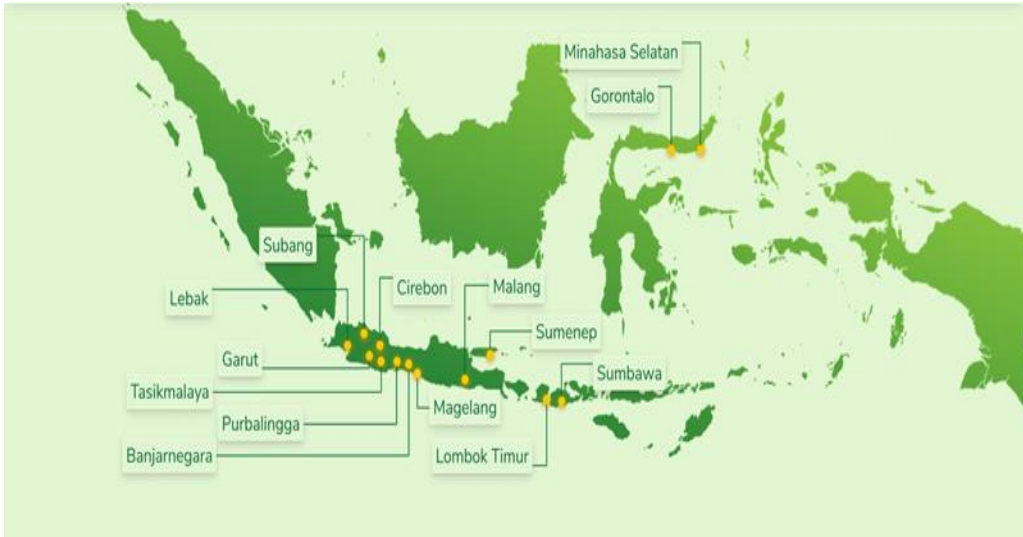 Minahasa Selatan
Gorontalo
Subang
Cirebon
Malang
Lebak
Sumenep
Garut
Sumbawa
Tasikmalaya
Magelang
Purbalingga
Banjarnegara
Lombok Timur